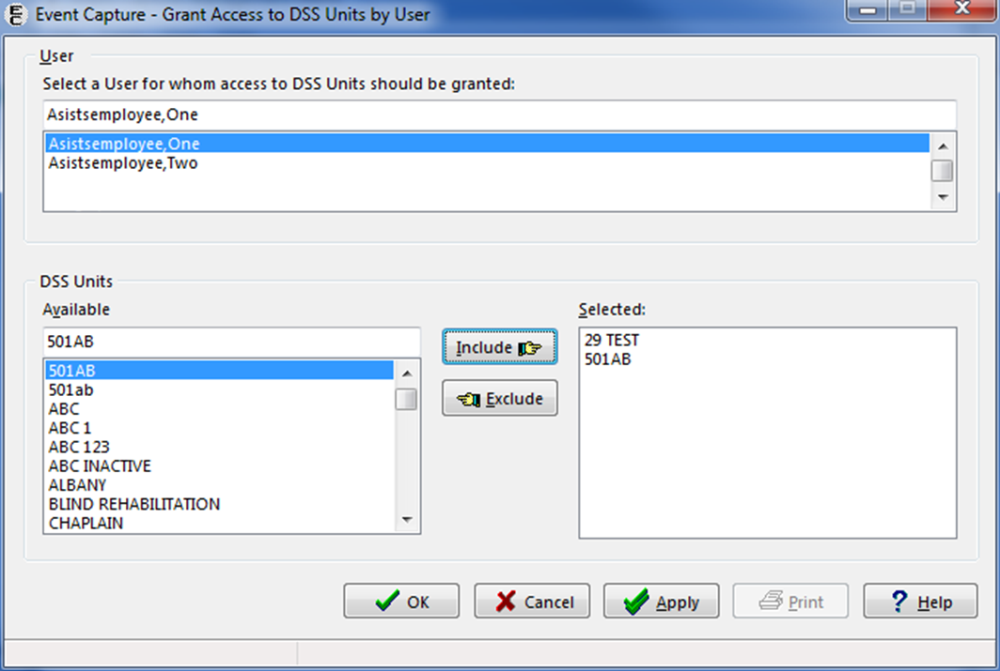 EC Event Capture - Grant Access to DSS Units by User
User
Select a User for whom access to DSS Units should be granted:
Asistsemployee,One
Asistsemployee,One
Asistsemployee,Two
DSS Units
Available
501AB
501AB
501ab
ABC
ABC 1
ABC 123
ABC INACTIVE
ALBANY
BLIND REHABILITATION
CHAPLAIN
Include
Exclude
Selected:
29 TEST
501AB
OK
Cancel
Apply
Print
? Help